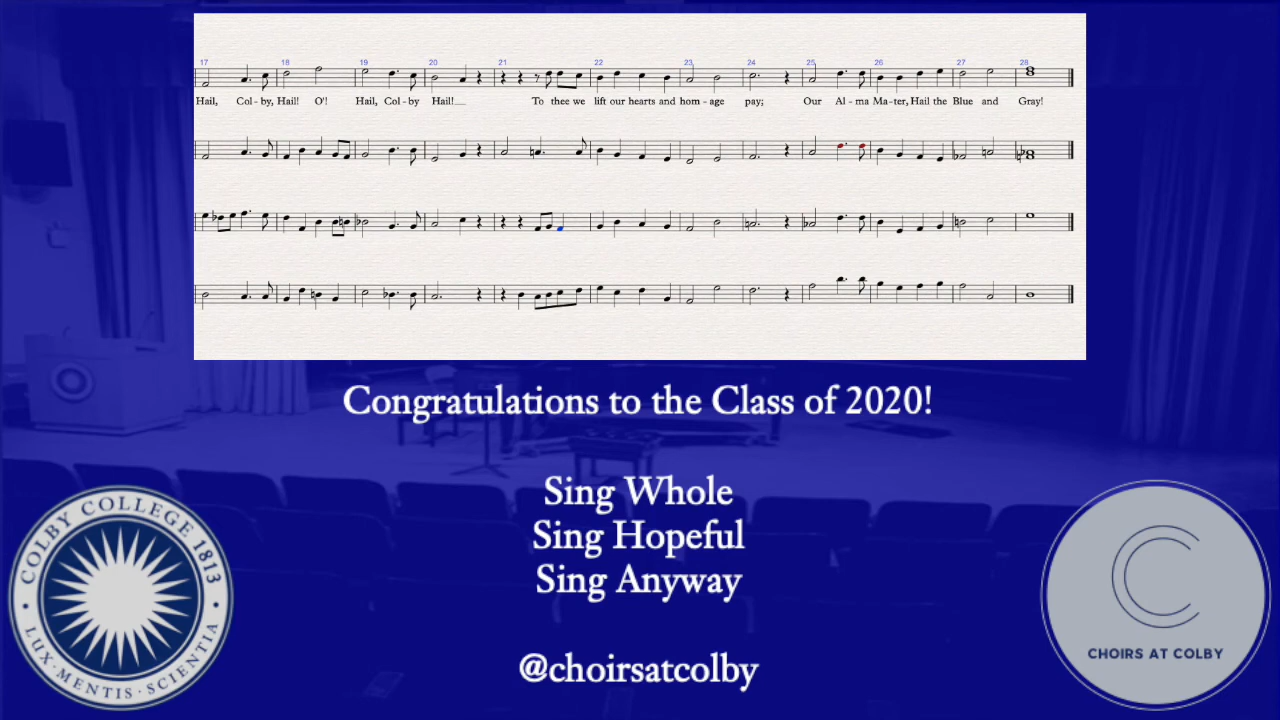 17 18 19 20 21 22 23 24 25 26 27 28
Hail, Col - by, Hail! O'! Hail, Col - by Hail!__ To thee we lift our hearts and hom - age pay; Our Al - ma Ma - ter, Hail the Blue and Gray!
Congratulations to the Class of 2020!
Sing Whole
Sing Hopeful
Sing Anyway
@choirsatcolby
COLBY COLLEGE 1813
· LUX · MENTIS · SCIENTIA ·
CHOIRS AT COLBY